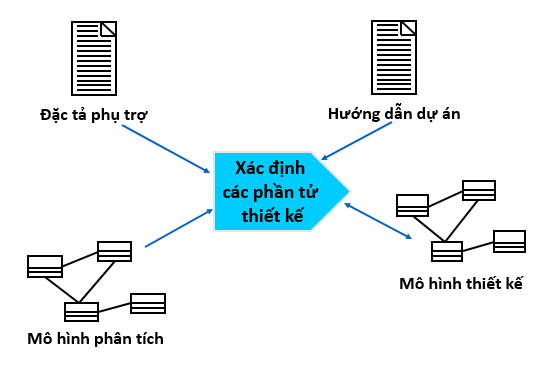 Đặc tả phụ trợ
Hướng dẫn dự án
Xác định
các phần tử
thiết kế
Mô hình thiết kế
Mô hình phân tích